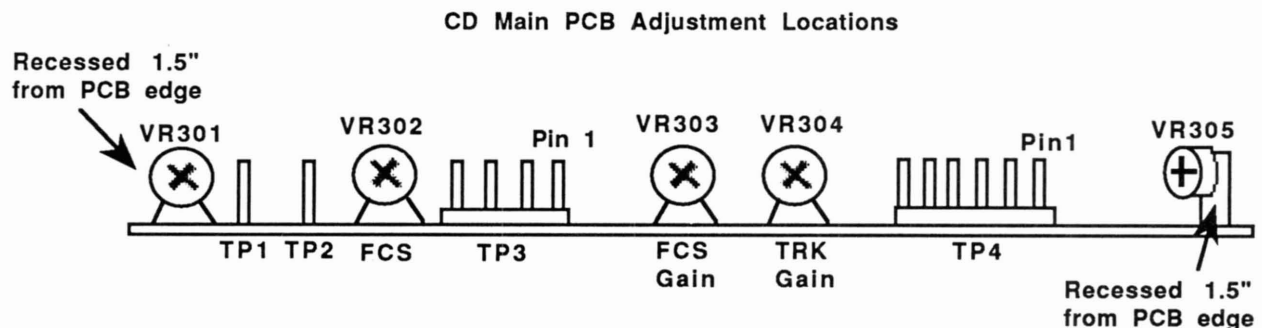 CD Main PCB Adjustment Locations
Recessed 1.5"
from PCB edge
VR301
VR302
Pin 1
VR303
VR304
Pin1
VR305
TP1
TP2
FCS
TP3
FCS
Gain
TRK
Gain
TP4
Recessed 1.5"
from PCB edge